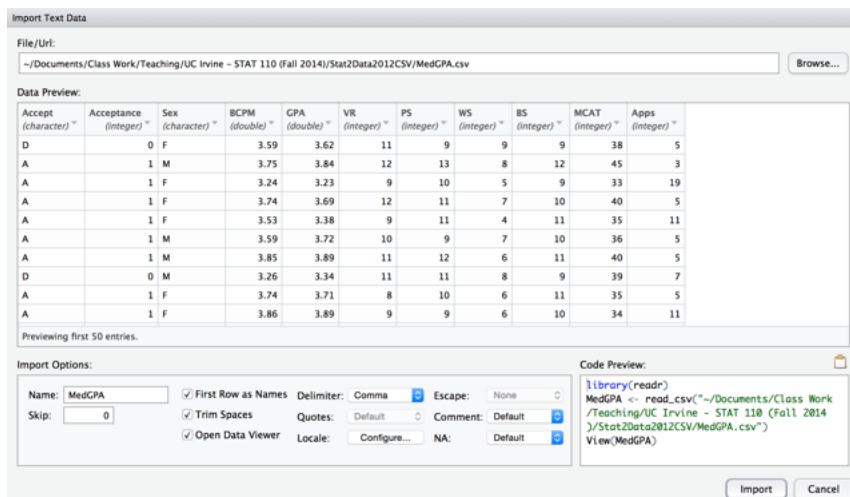 Import Text Data
File/Url:
~/Documents/Class Work/Teaching/UC Irvine - STAT 110 (Fall 2014)/Stat2Data2012CSV/MedGPA.csv
Browse...
Data Preview:
Accept Acceptance Sex BCPM GPA VR PS WS BS MCAT Apps
(character) (integer) (character) (double) (double) (integer) (integer) (integer) (integer) (integer) (integer)
D 0 F 3.59 3.62 11 9 9 9 38 5
A 1 M 3.75 3.84 12 13 8 12 45 3
A 1 F 3.24 3.23 9 10 5 9 33 19
A 1 F 3.74 3.69 12 11 7 10 40 5
A 1 F 3.53 3.38 9 11 4 11 35 11
A 1 M 3.59 3.72 10 9 7 10 36 5
A 1 M 3.85 3.89 11 12 6 11 40 5
D 0 M 3.26 3.34 11 11 8 9 39 7
A 1 F 3.74 3.71 8 10 6 11 35 5
A 1 F 3.86 3.89 9 9 6 10 34 11
Previewing first 50 entries.
Import Options:
Name: MedGPA
Skip: 0
First Row as Names
Trim Spaces
Open Data Viewer
Delimiter: Comma
Quotes: Default
Locale: Configure...
Escape: None
Comment: Default
NA: Default
Code Preview:
library(readr)
MedGPA <- read_csv("~/Documents/Class Work
/Teaching/UC Irvine - STAT 110 (Fall 2014
)/Stat2Data2012CSV/MedGPA.csv")
View(MedGPA)
Import Cancel